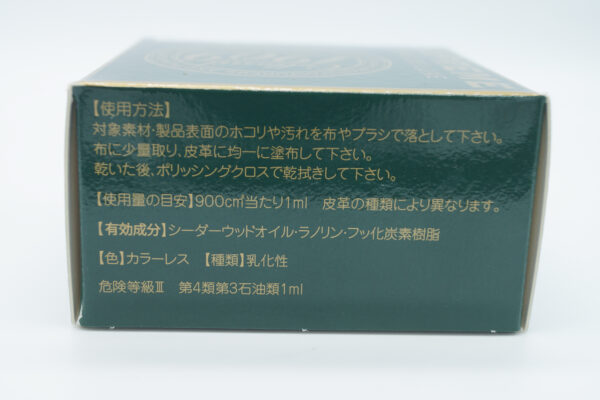 【使用方法】
対象素材・製品表面のホコリや汚れを布やブラシで落として下さい。
布に少量取り、皮革に均一に塗布して下さい。
乾いた後、ポリッシングクロスで乾拭きして下さい。
【使用量の目安】900c㎡当たり1ml　皮革の種類により異なります。
【有効成分】シーダーウッドオイル・ラノリン・フッ化炭素樹脂
【色】カラーレス　【種類】乳化性
危険等級Ⅲ　第4類第3石油類1ml